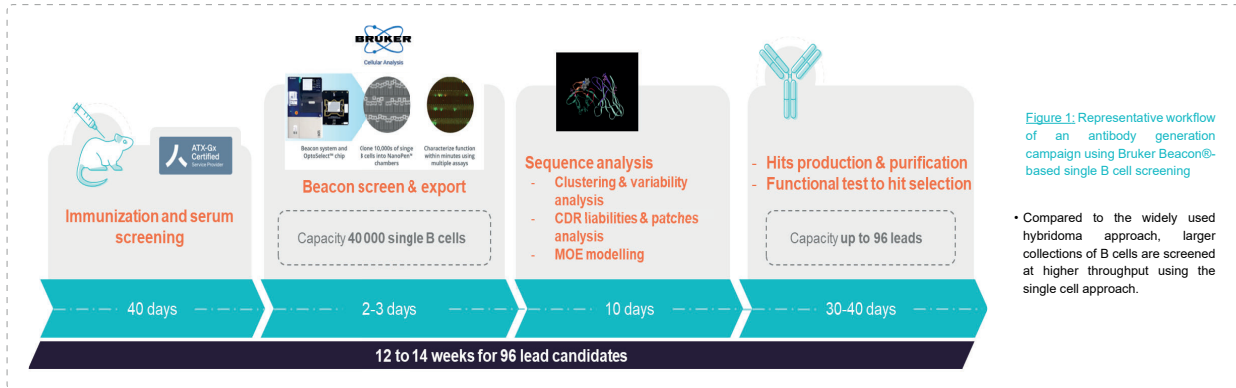 BRUKER
Cellular Analysis
Beacon system and
OptoSelect™ chip
Clone 10,000s of singe
B cells into NanoPen®
chambers
Characterize function
within minutes using
multiple assays
ATX-Gx
Certified
Service Provider
Immunization and serum
screening
Beacon screen & export
Capacity 40 000 single B cells
Sequence analysis
- Clustering & variability
analysis
- CDR liabilities & patches
analysis
- MOE modelling
- Hits production & purification
- Functional test to hit selection
Capacity up to 96 leads
40 days
2-3 days
10 days
30-40 days
12 to 14 weeks for 96 lead candidates
Figure 1: Representative workflow
of an antibody generation
campaign using Bruker Beacon®-
based single B cell screening
• Compared to the widely used
hybridoma approach, larger
collections of B cells are screened
at higher throughput using the
single cell approach.